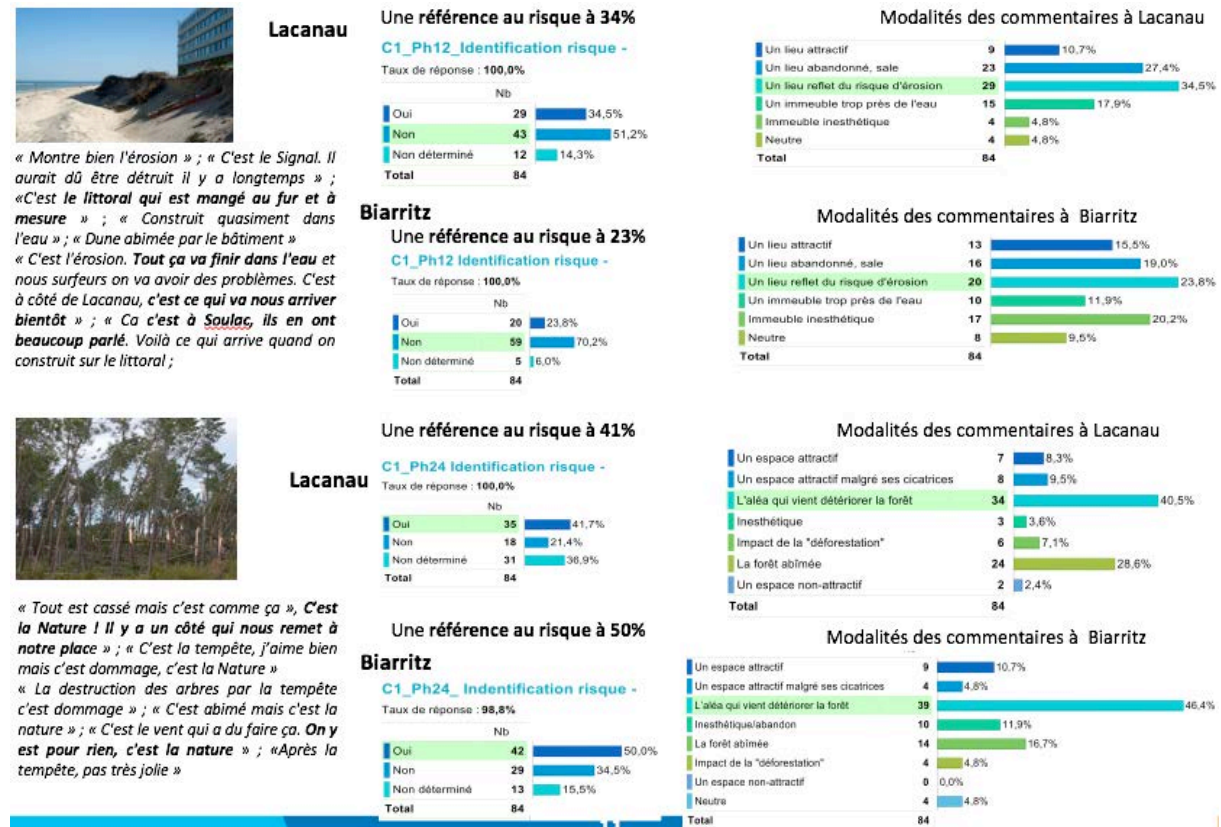 Lacanau
« Montre bien l'érosion » ; « C'est le Signal. Il
aurait dû être détruit il y a longtemps » ;
«C'est le littoral qui est mangé au fur et à
mesure » ; « Construit quasiment dans
l'eau » ; « Dune abimée par le bâtiment »
« C'est l'érosion. Tout ça va finir dans l'eau et
nous surfeurs on va avoir des problèmes. C'est
à côté de Lacanau, c'est ce qui va nous arriver
bientôt » ; « Ca c'est à Soulac, ils en ont
beaucoup parlé. Voilà ce qui arrive quand on
construit sur le littoral ;
Une référence au risque à 34%
C1_Ph12_Identification risque -
Taux de réponse : 100,0%
Nb
Oui 29 34,5%
Non 43 51,2%
Non déterminé 12 14,3%
Total 84
Modalités des commentaires à Lacanau
Un lieu attractif 9 10,7%
Un lieu abandonné, sale 23 27,4%
Un lieu reflet du risque d'érosion 29 34,5%
Un immeuble trop près de l'eau 15 17,9%
Immeuble inesthétique 4 4,8%
Neutre 4 4,8%
Total 84
Biarritz
Une référence au risque à 23%
C1_Ph12 Identification risque -
Taux de réponse : 100,0%
Nb
Oui 20 23,8%
Non 59 70,2%
Non déterminé 5 6,0%
Total 84
Modalités des commentaires à Biarritz
Un lieu attractif 13 15,5%
Un lieu abandonné, sale 16 19,0%
Un lieu reflet du risque d'érosion 20 23,8%
Un immeuble trop près de l'eau 10 11,9%
Immeuble inesthétique 17 20,2%
Neutre 8 9,5%
Total 84
Lacanau
« Tout est cassé mais c'est comme ça », C'est
la Nature ! Il y a un côté qui nous remet à
notre place » ; « C'est la tempête, j'aime bien
mais c'est dommage, c'est la Nature »
« La destruction des arbres par la tempête
c'est dommage » ; « C'est abimé mais c'est la
nature » ; « C'est le vent qui a du faire ça. On y
est pour rien, c'est la nature » ; «Après la
tempête, pas très jolie »
Une référence au risque à 41%
C1_Ph24 Identification risque -
Taux de réponse : 100,0%
Nb
Oui 35 41,7%
Non 18 21,4%
Non déterminé 31 36,9%
Total 84
Modalités des commentaires à Lacanau
Un espace attractif 7 8,3%
Un espace attractif malgré ses cicatrices 8 9,5%
L'aléa qui vient détériorer la forêt 34 40,5%
Inesthétique 3 3,6%
Impact de la "déforestation" 6 7,1%
La forêt abîmée 24 28,6%
Un espace non-attractif 2 2,4%
Total 84
Une référence au risque à 50%
Biarritz
C1_Ph24_ Indentification risque -
Taux de réponse : 98,8%
Nb
Oui 42 50,0%
Non 29 34,5%
Non déterminé 13 15,5%
Total 84
Modalités des commentaires à Biarritz
Un espace attractif 9 10,7%
Un espace attractif malgré ses cicatrices 4 4,8%
L'aléa qui vient détériorer la forêt 39 46,4%
Inesthétique/abandon 10 11,9%
La forêt abîmée 14 16,7%
Impact de la "déforestation" 4 4,8%
Un espace non-attractif 0 0,0%
Neutre 4 4,8%
Total 84